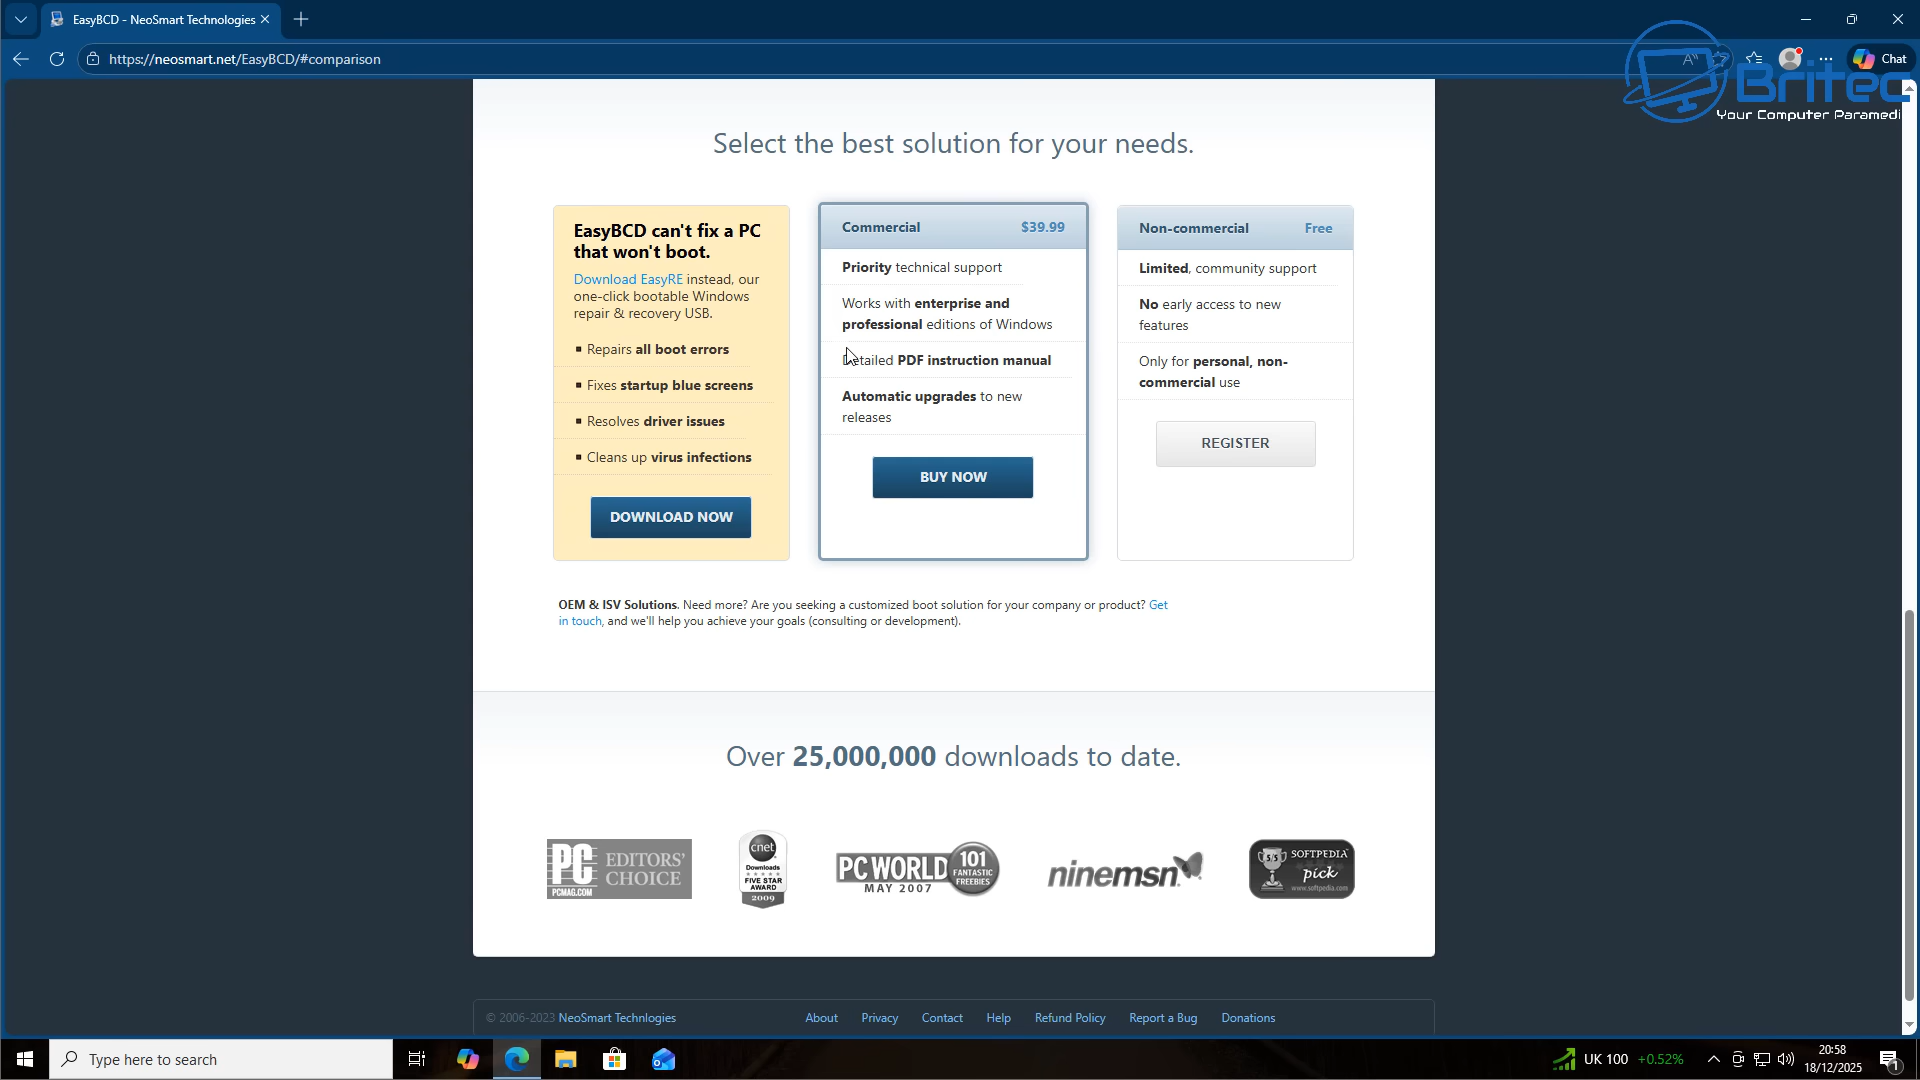 EasyBCD - NeoSmart Technologies
https://neosmart.net/EasyBCD/#comparison
Chat
Britec
Your Computer Paramedi
Select the best solution for your needs.
EasyBCD can't fix a PC
that won't boot.
Download EasyRE instead, our
one-click bootable Windows
repair & recovery USB.
Repairs all boot errors
Fixes startup blue screens
Resolves driver issues
Cleans up virus infections
DOWNLOAD NOW
Commercial $39.99
Priority technical support
Works with enterprise and
professional editions of Windows
Detailed PDF instruction manual
Automatic upgrades to new
releases
BUY NOW
Non-commercial Free
Limited, community support
No early access to new
features
Only for personal, non-
commercial use
REGISTER
OEM & ISV Solutions. Need more? Are you seeking a customized boot solution for your company or product? Get
in touch, and we'll help you achieve your goals (consulting or development).
Over 25,000,000 downloads to date.
PC EDITORS'
CHOICE
PCMAG.COM
cnet
Downloads
FIVE STAR
AWARD
2009
PC WORLD
MAY 2007
101
FANTASTIC
FREEBIES
ninemsn
5/5
SOFTPEDIA
pick
www.softpedia.com
© 2006-2023 NeoSmart Technlogies
About Privacy Contact Help Refund Policy Report a Bug Donations
Type here to search
UK 100 +0.52%
20:58
18/12/2025
1